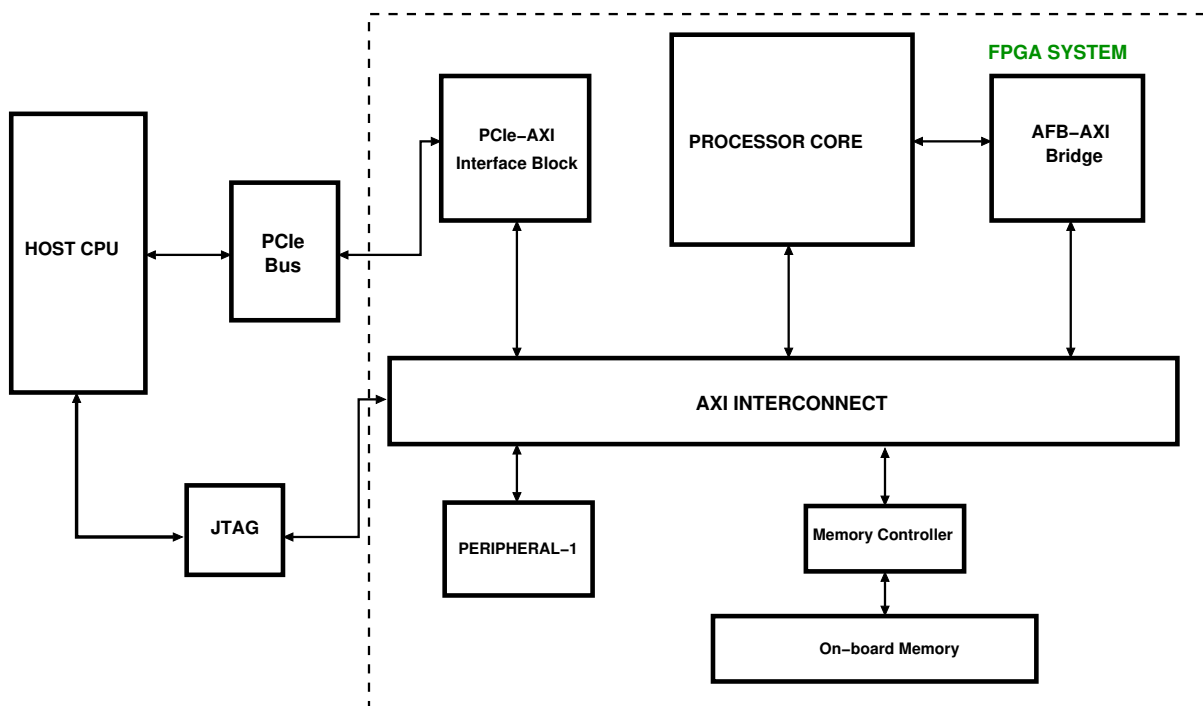 FPGA SYSTEM
PCIe−AXI
Interface Block
PROCESSOR CORE
AFB−AXI
Bridge
HOST CPU
PCIe
Bus
AXI INTERCONNECT
JTAG
PERIPHERAL−1
Memory Controller
On−board Memory